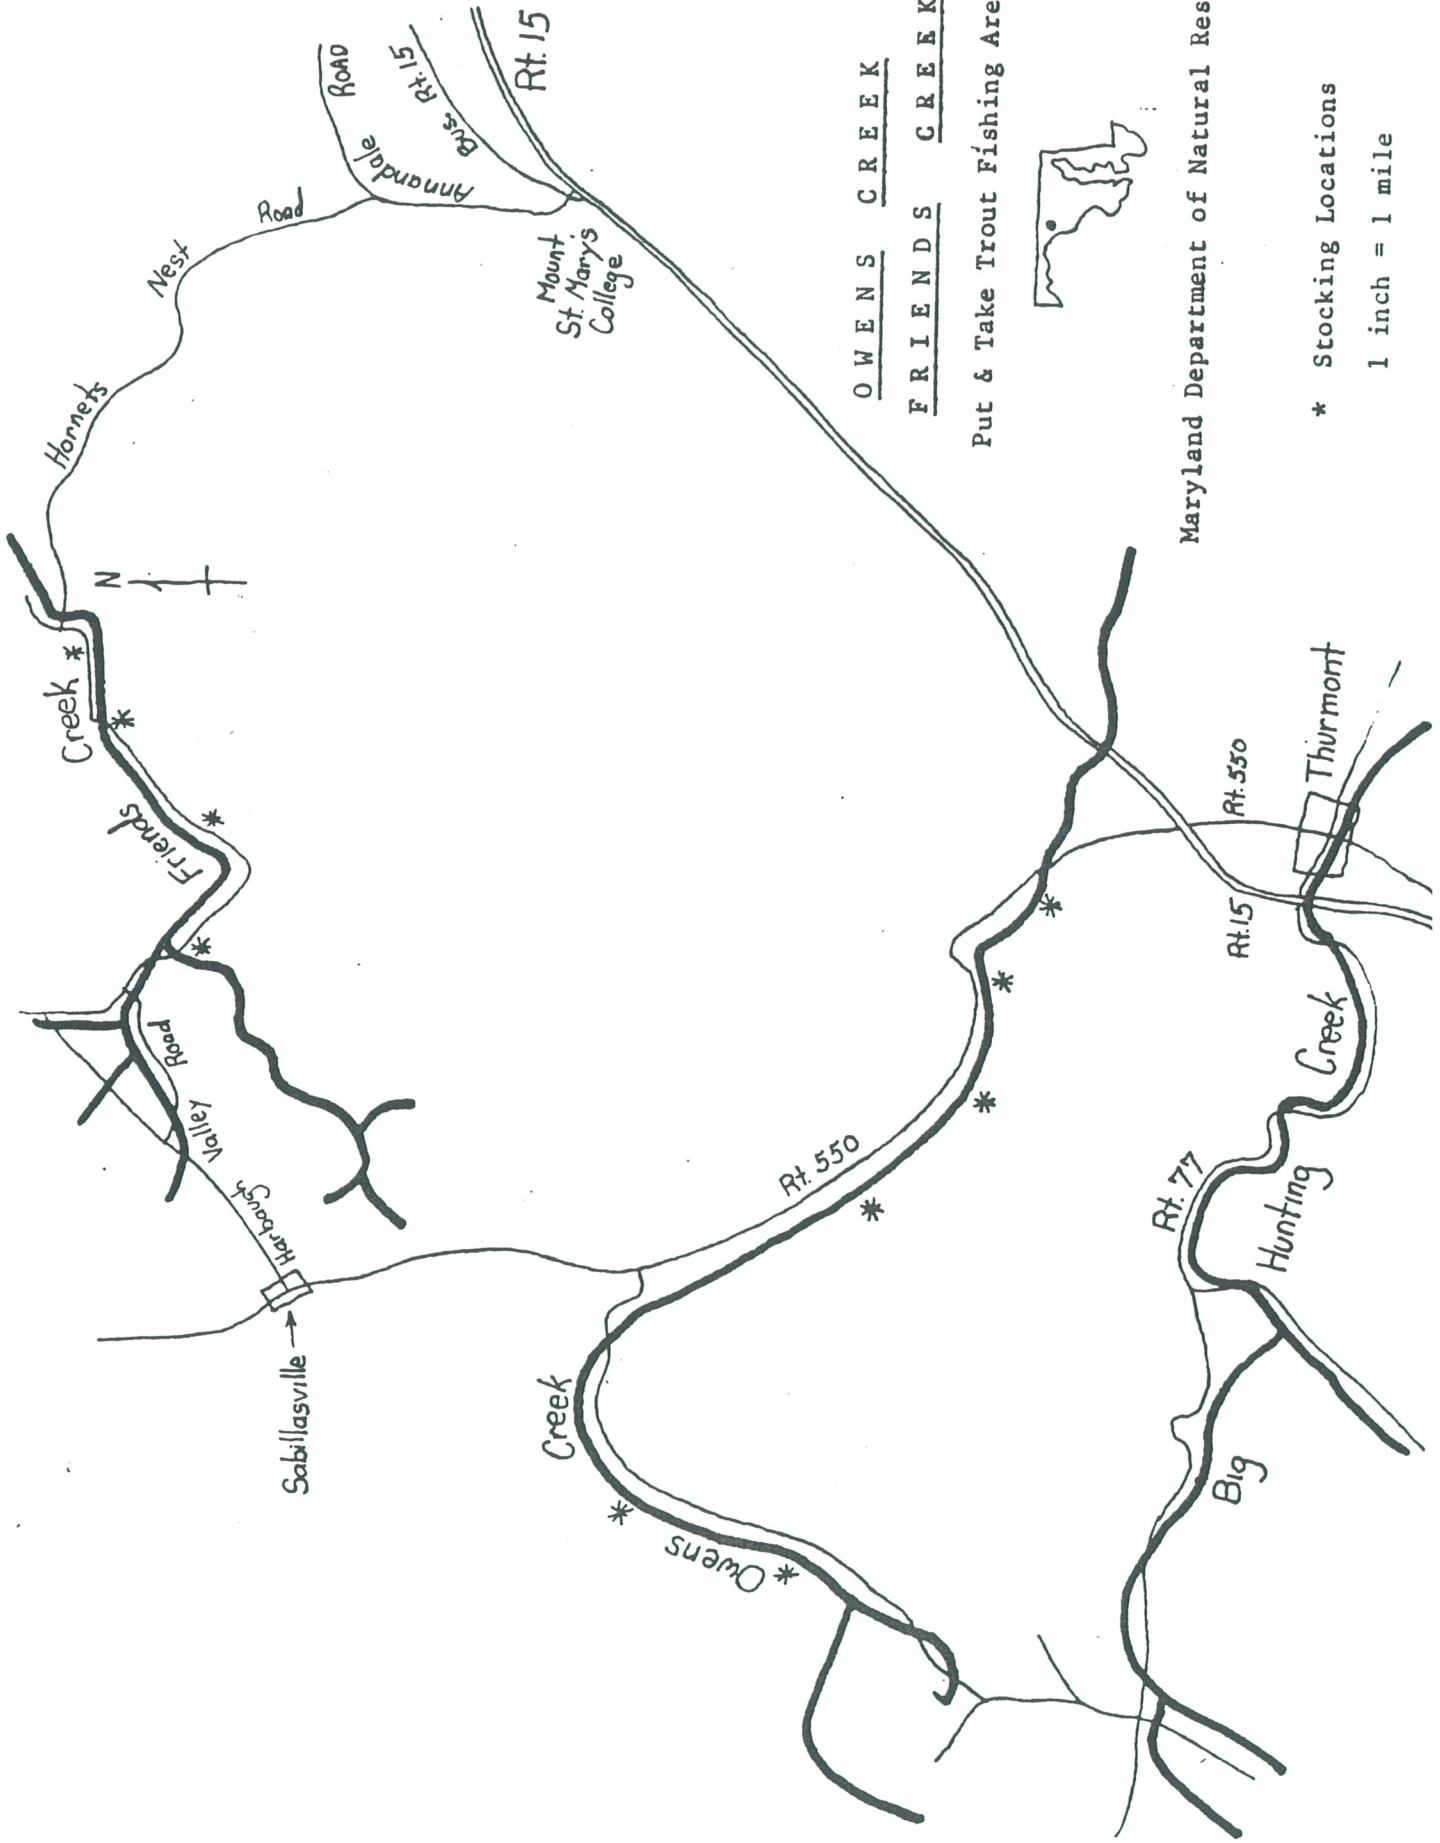 ROAD
Annandale
Bus. Rt. 15
Rt. 15
Hornets Nest Road
Mount
St. Mary's
College
N
Friends Creek
Harbaugh Valley Road
Sabillasville
Rt. 550
Owens Creek
Rt. 550
Rt. 15
Thurmont
Rt. 77
Big Hunting Creek
OWENS CREEK
FRIENDS CREEK
Put & Take Trout Fishing Are
Maryland Department of Natural Res
* Stocking Locations
1 inch = 1 mile